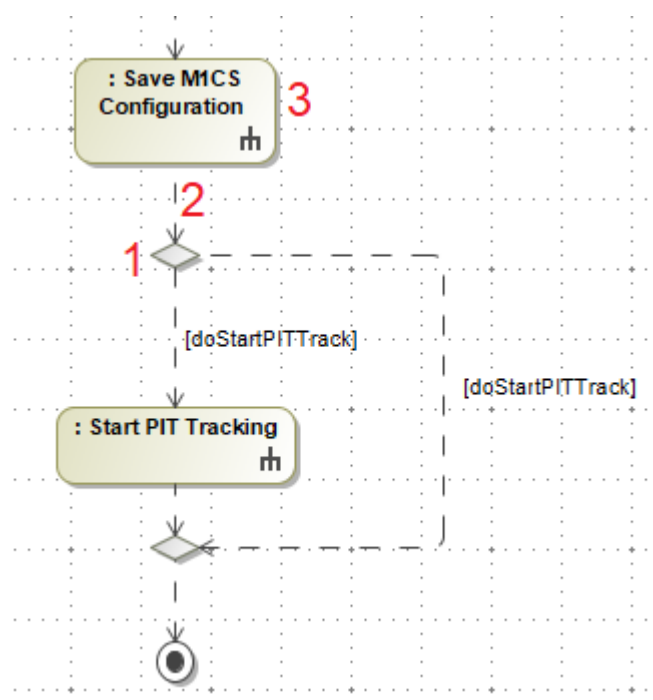 : Save M1CS
Configuration
3
2
1
[doStartPITTrack]
[doStartPITTrack]
: Start PIT Tracking